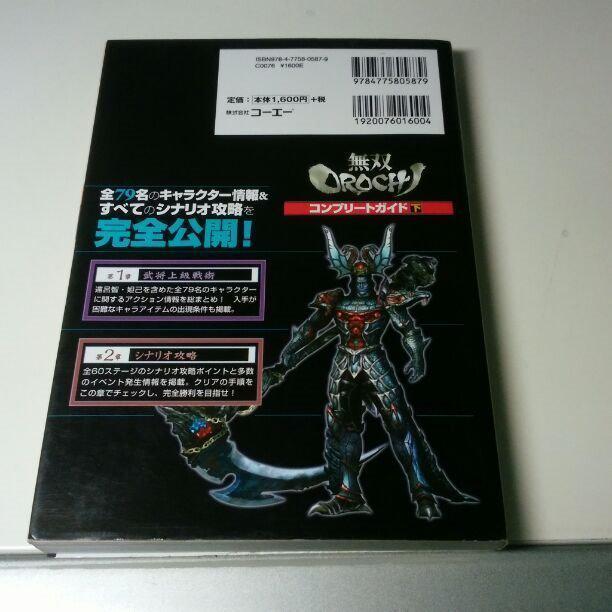 ISBN978-4-7758-0587-9
C0076 ¥1600E
9784775805879
定価：本体1,600円+税
株式会社コーエー
1920076016004
無双
OROCHI
コンプリートガイド 下
全79名のキャラクター情報&
すべてのシナリオ攻略を
完全公開！
第1章 武将上級戦術
遠呂智・妲己を含めた全79名のキャラクター
に関するアクション情報を総まとめ！ 入手が
困難なキャラアイテムの出現条件も掲載。
第2章 シナリオ攻略
全60ステージのシナリオ攻略ポイントと多数
のイベント発生情報を掲載。クリアの手順を
この章でチェックし、完全勝利を目指せ！